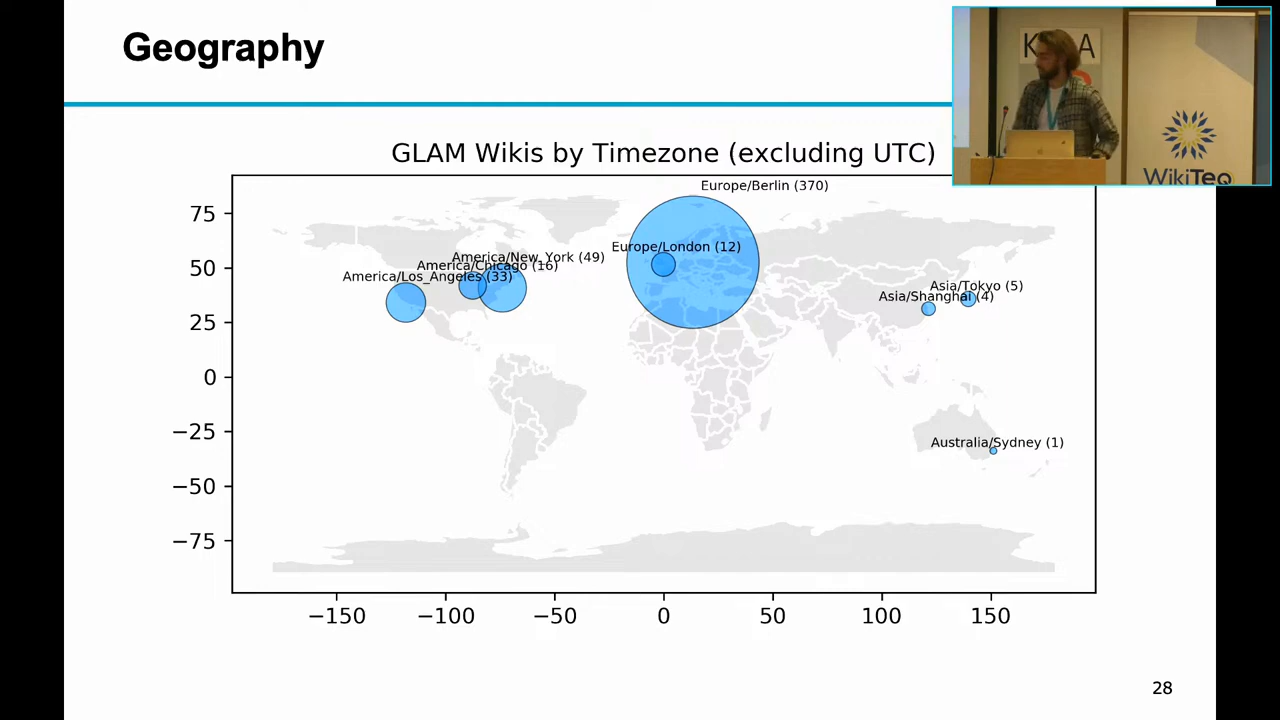 Geography
GLAM Wikis by Timezone (excluding UTC)
Europe/Berlin (370)
Europe/London (12)
America/New_York (49)
America/Chicago (16)
America/Los_Angeles (33)
Asia/Tokyo (5)
Asia/Shanghai (4)
Australia/Sydney (1)
75
50
25
0
−25
−50
−75
−150 −100 −50 0 50 100 150
28
WikiTeq